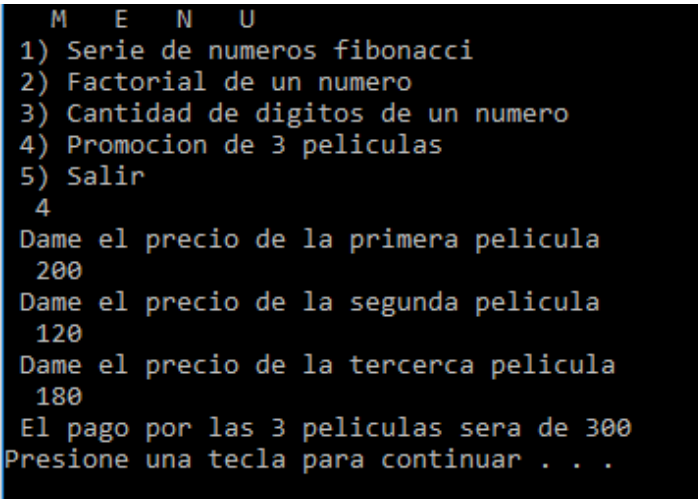 M E N U
1) Serie de numeros fibonacci
2) Factorial de un numero
3) Cantidad de digitos de un numero
4) Promocion de 3 peliculas
5) Salir
4
Dame el precio de la primera pelicula
200
Dame el precio de la segunda pelicula
120
Dame el precio de la tercerca pelicula
180
El pago por las 3 peliculas sera de 300
Presione una tecla para continuar . . .